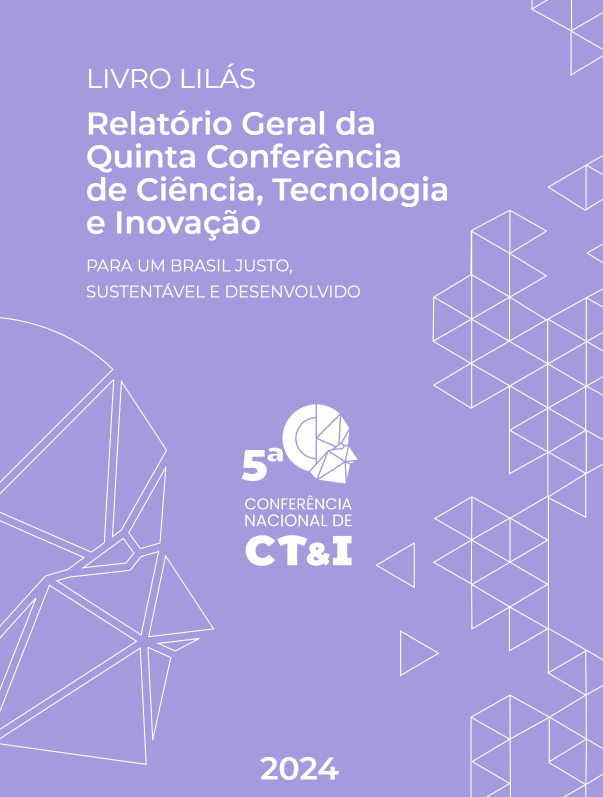 LIVRO LILÁS
Relatório Geral da
Quinta Conferência
de Ciência, Tecnologia
e Inovação
PARA UM BRASIL JUSTO,
SUSTENTÁVEL E DESENVOLVIDO
5ª
CONFERÊNCIA
NACIONAL DE
CT&I
2024